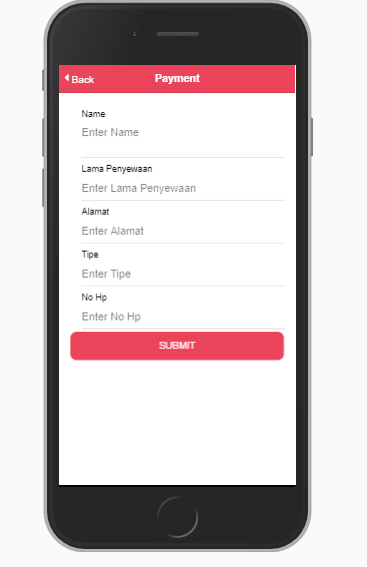 Back
Payment
Name
Enter Name
Lama Penyewaan
Enter Lama Penyewaan
Alamat
Enter Alamat
Tipe
Enter Tipe
No Hp
Enter No Hp
SUBMIT